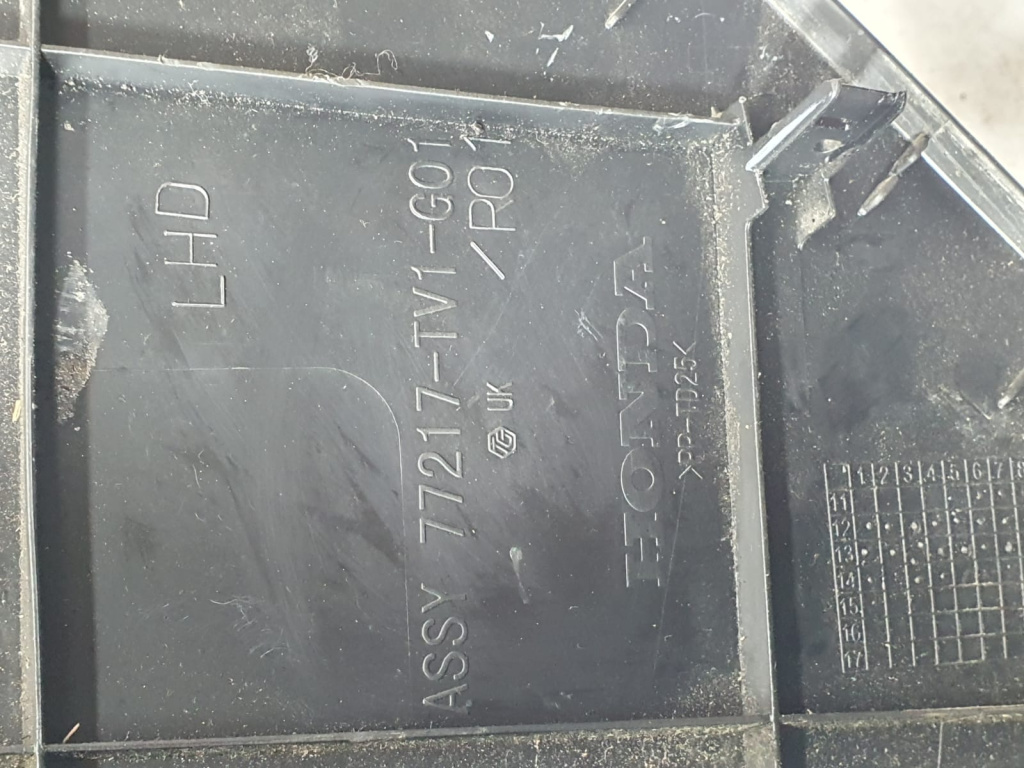 LHD
ASSY 77217-TV1-G01
/R01
UK
HONDA
>PP-TD25<
1 2 3 4 5 6 7 8
11
12
13
14
15
16
17